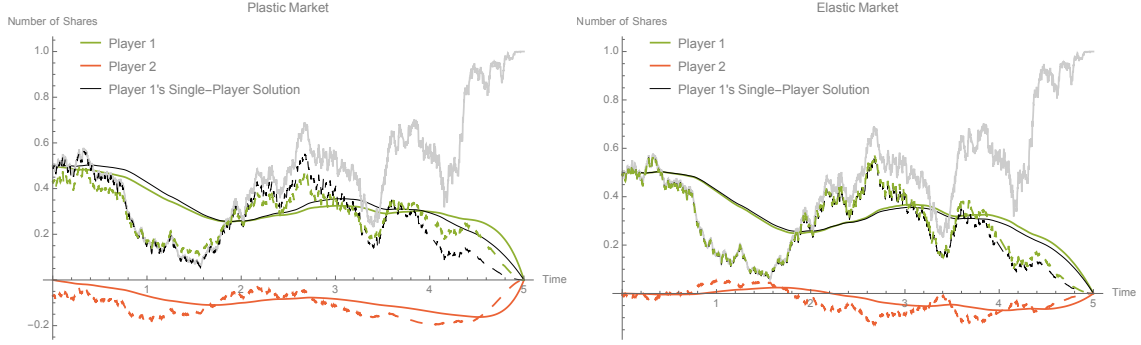 Plastic Market
Number of Shares
Player 1
Player 2
Player 1's Single–Player Solution
1.0
0.8
0.6
0.4
0.2
−0.2
1
2
3
4
5
Time
Elastic Market
Number of Shares
Player 1
Player 2
Player 1's Single–Player Solution
1.0
0.8
0.6
0.4
0.2
1
2
3
4
5
Time